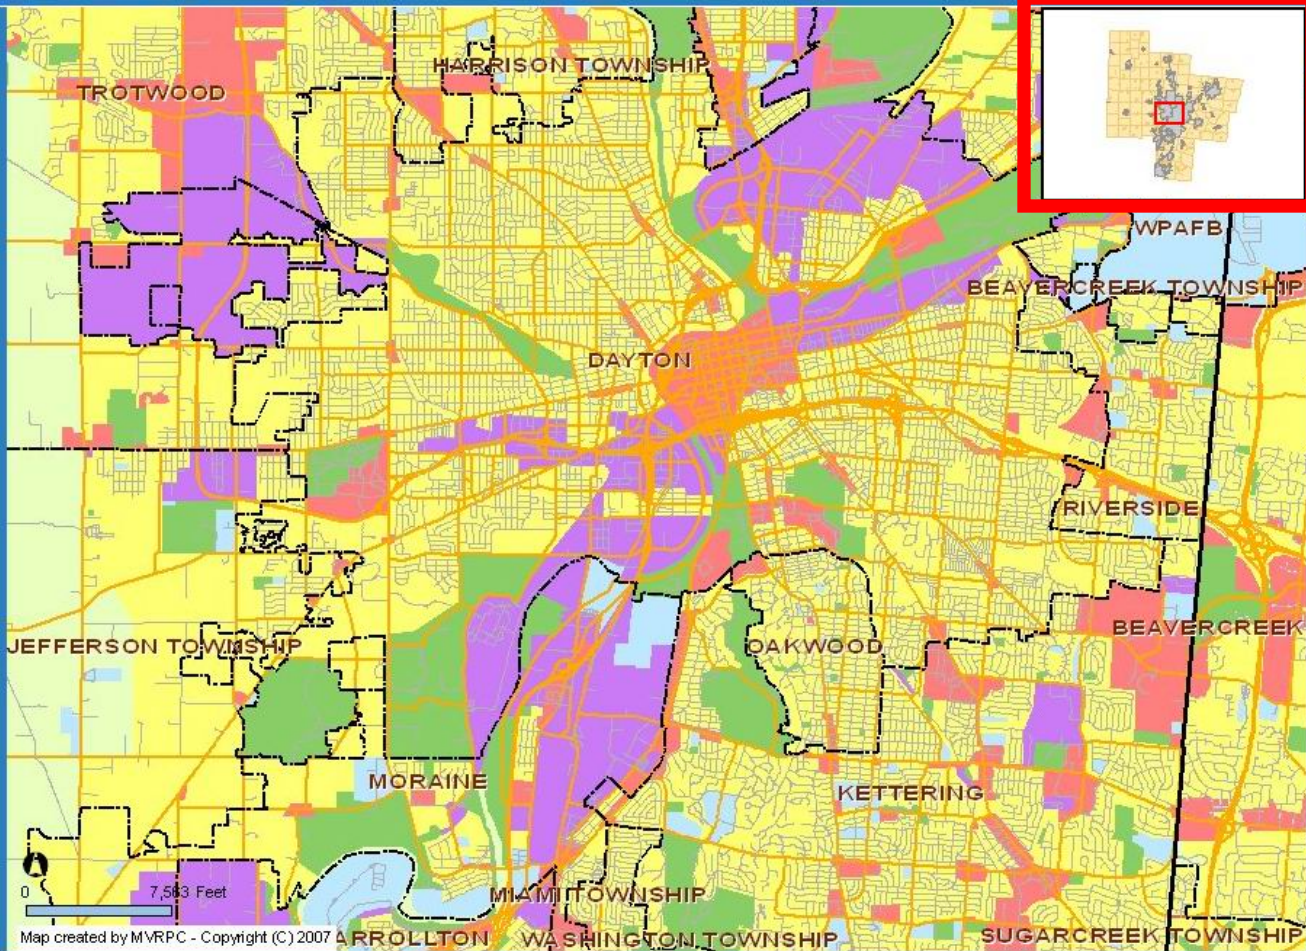 HARRISON TOWNSHIP
TROTWOOD
WPAFB
BEAVERCREEK TOWNSHIP
DAYTON
RIVERSIDE
BEAVERCREEK
JEFFERSON TOWNSHIP
OAKWOOD
MORAINE
KETTERING
0 7,563 Feet
MIAMI TOWNSHIP
Map created by MVRPC - Copyright (C) 2007
ARROLLTON
WASHINGTON TOWNSHIP
SUGARCREEK TOWNSHIP